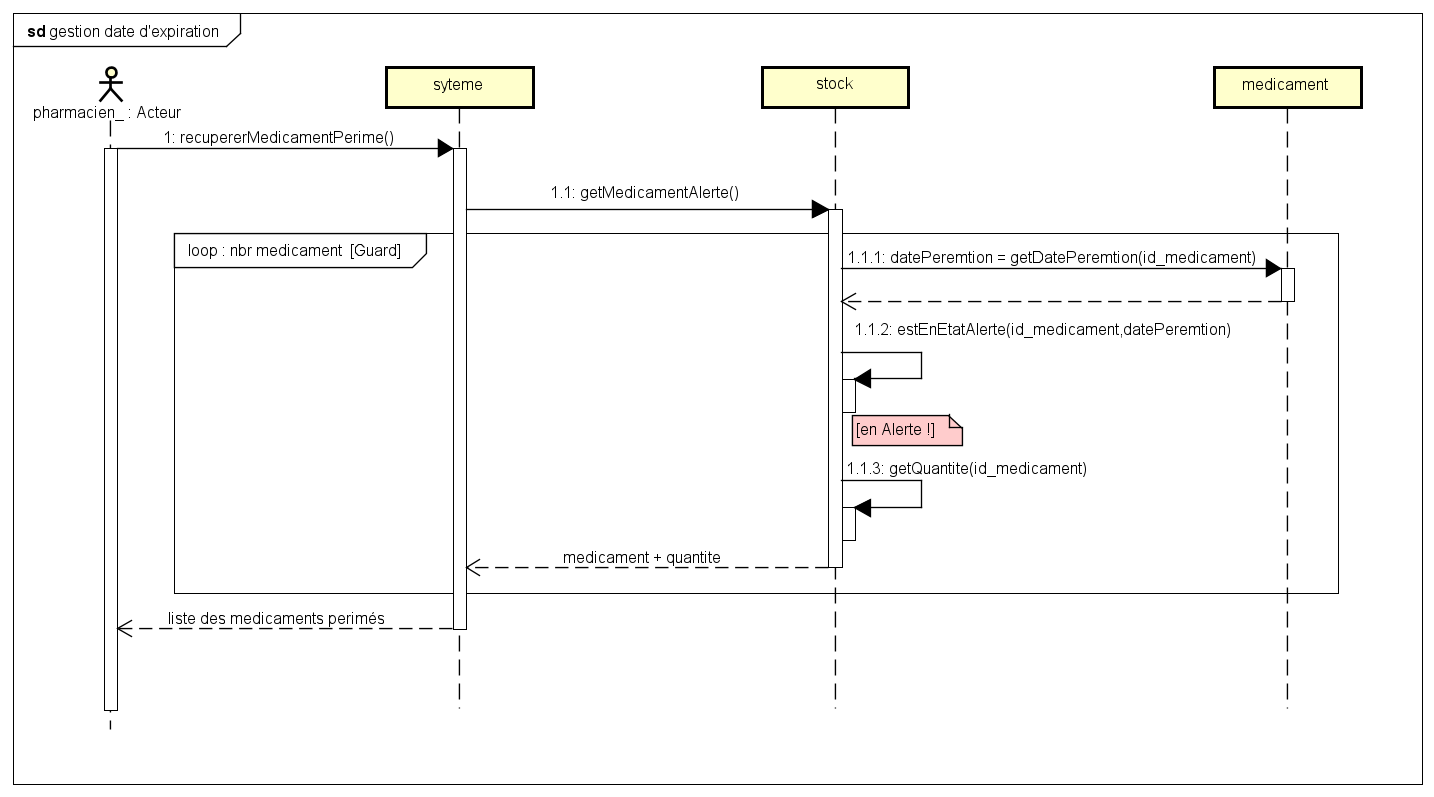 sd gestion date d'expiration
pharmacien_ : Acteur
syteme
stock
medicament
1: recupererMedicamentPerime()
1.1: getMedicamentAlerte()
loop : nbr medicament [Guard]
1.1.1: datePeremtion = getDatePeremtion(id_medicament)
1.1.2: estEnEtatAlerte(id_medicament,datePeremtion)
[en Alerte !]
1.1.3: getQuantite(id_medicament)
medicament + quantite
liste des medicaments perimés